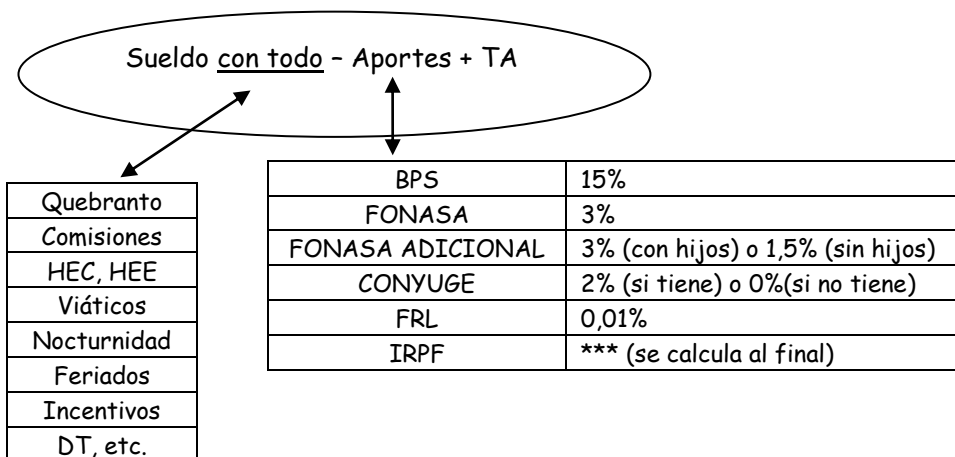 Sueldo con todo – Aportes + TA
Quebranto
Comisiones
HEC, HEE
Viáticos
Nocturnidad
Feriados
Incentivos
DT, etc.
BPS 15%
FONASA 3%
FONASA ADICIONAL 3% (con hijos) o 1,5% (sin hijos)
CONYUGE 2% (si tiene) o 0%(si no tiene)
FRL 0,01%
IRPF *** (se calcula al final)